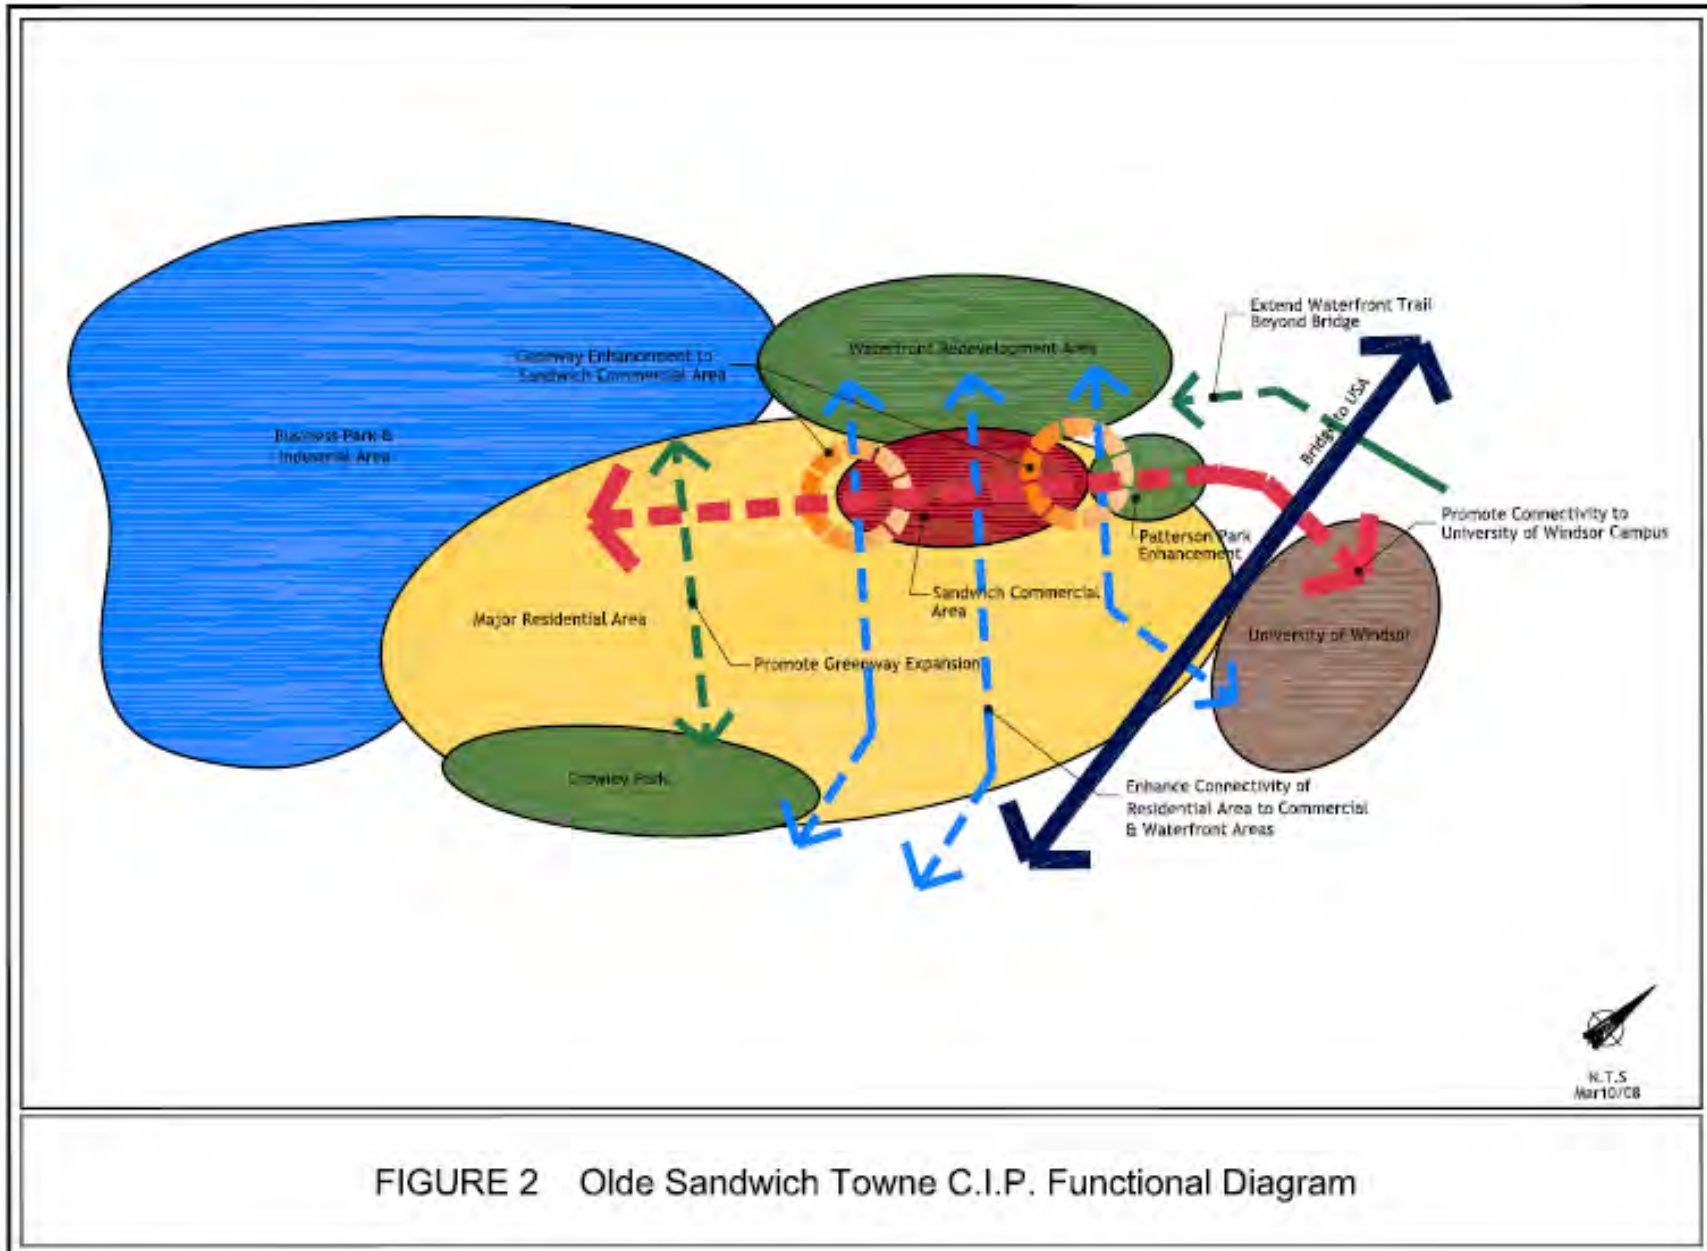 Extend Waterfront Trail
Beyond Bridge
Gateway Enhancement to
Sandwich Commercial Area
Waterfront Redevelopment Area
Bridge to USA
Business Park &
Industrial Area
Promote Connectivity to
University of Windsor Campus
Patterson Park
Enhancement
Sandwich Commercial
Area
Major Residential Area
University of Windsor
Promote Greenway Expansion
Crowley Park
Enhance Connectivity of
Residential Area to Commercial
& Waterfront Areas
N.T.S
Mar10/08
FIGURE 2 Olde Sandwich Towne C.I.P. Functional Diagram